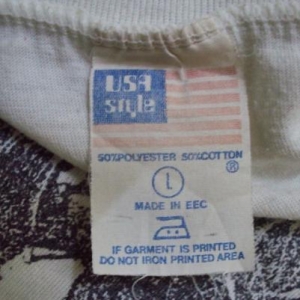 USA
style
50%POLYESTER 50%COTTON
®
L
MADE IN EEC
IF GARMENT IS PRINTED
DO NOT IRON PRINTED AREA